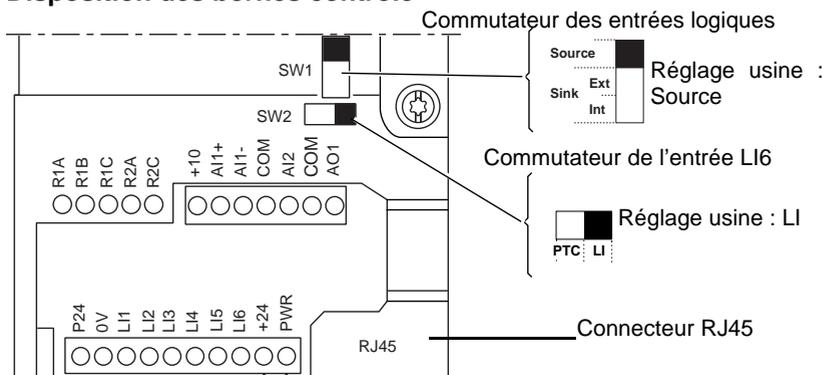 Disposition des bornes contrôle
Commutateur des entrées logiques
SW1
Source
Sink
Ext
Int
Réglage usine :
Source
SW2
Commutateur de l'entrée LI6
R1A
R1B
R1C
R2A
R2C
+10
AI1+
AI1-
COM
AI2
COM
AO1
Réglage usine : LI
PTC
LI
P24
0V
LI1
LI2
LI3
LI4
LI5
LI6
+24
PWR
RJ45
Connecteur RJ45